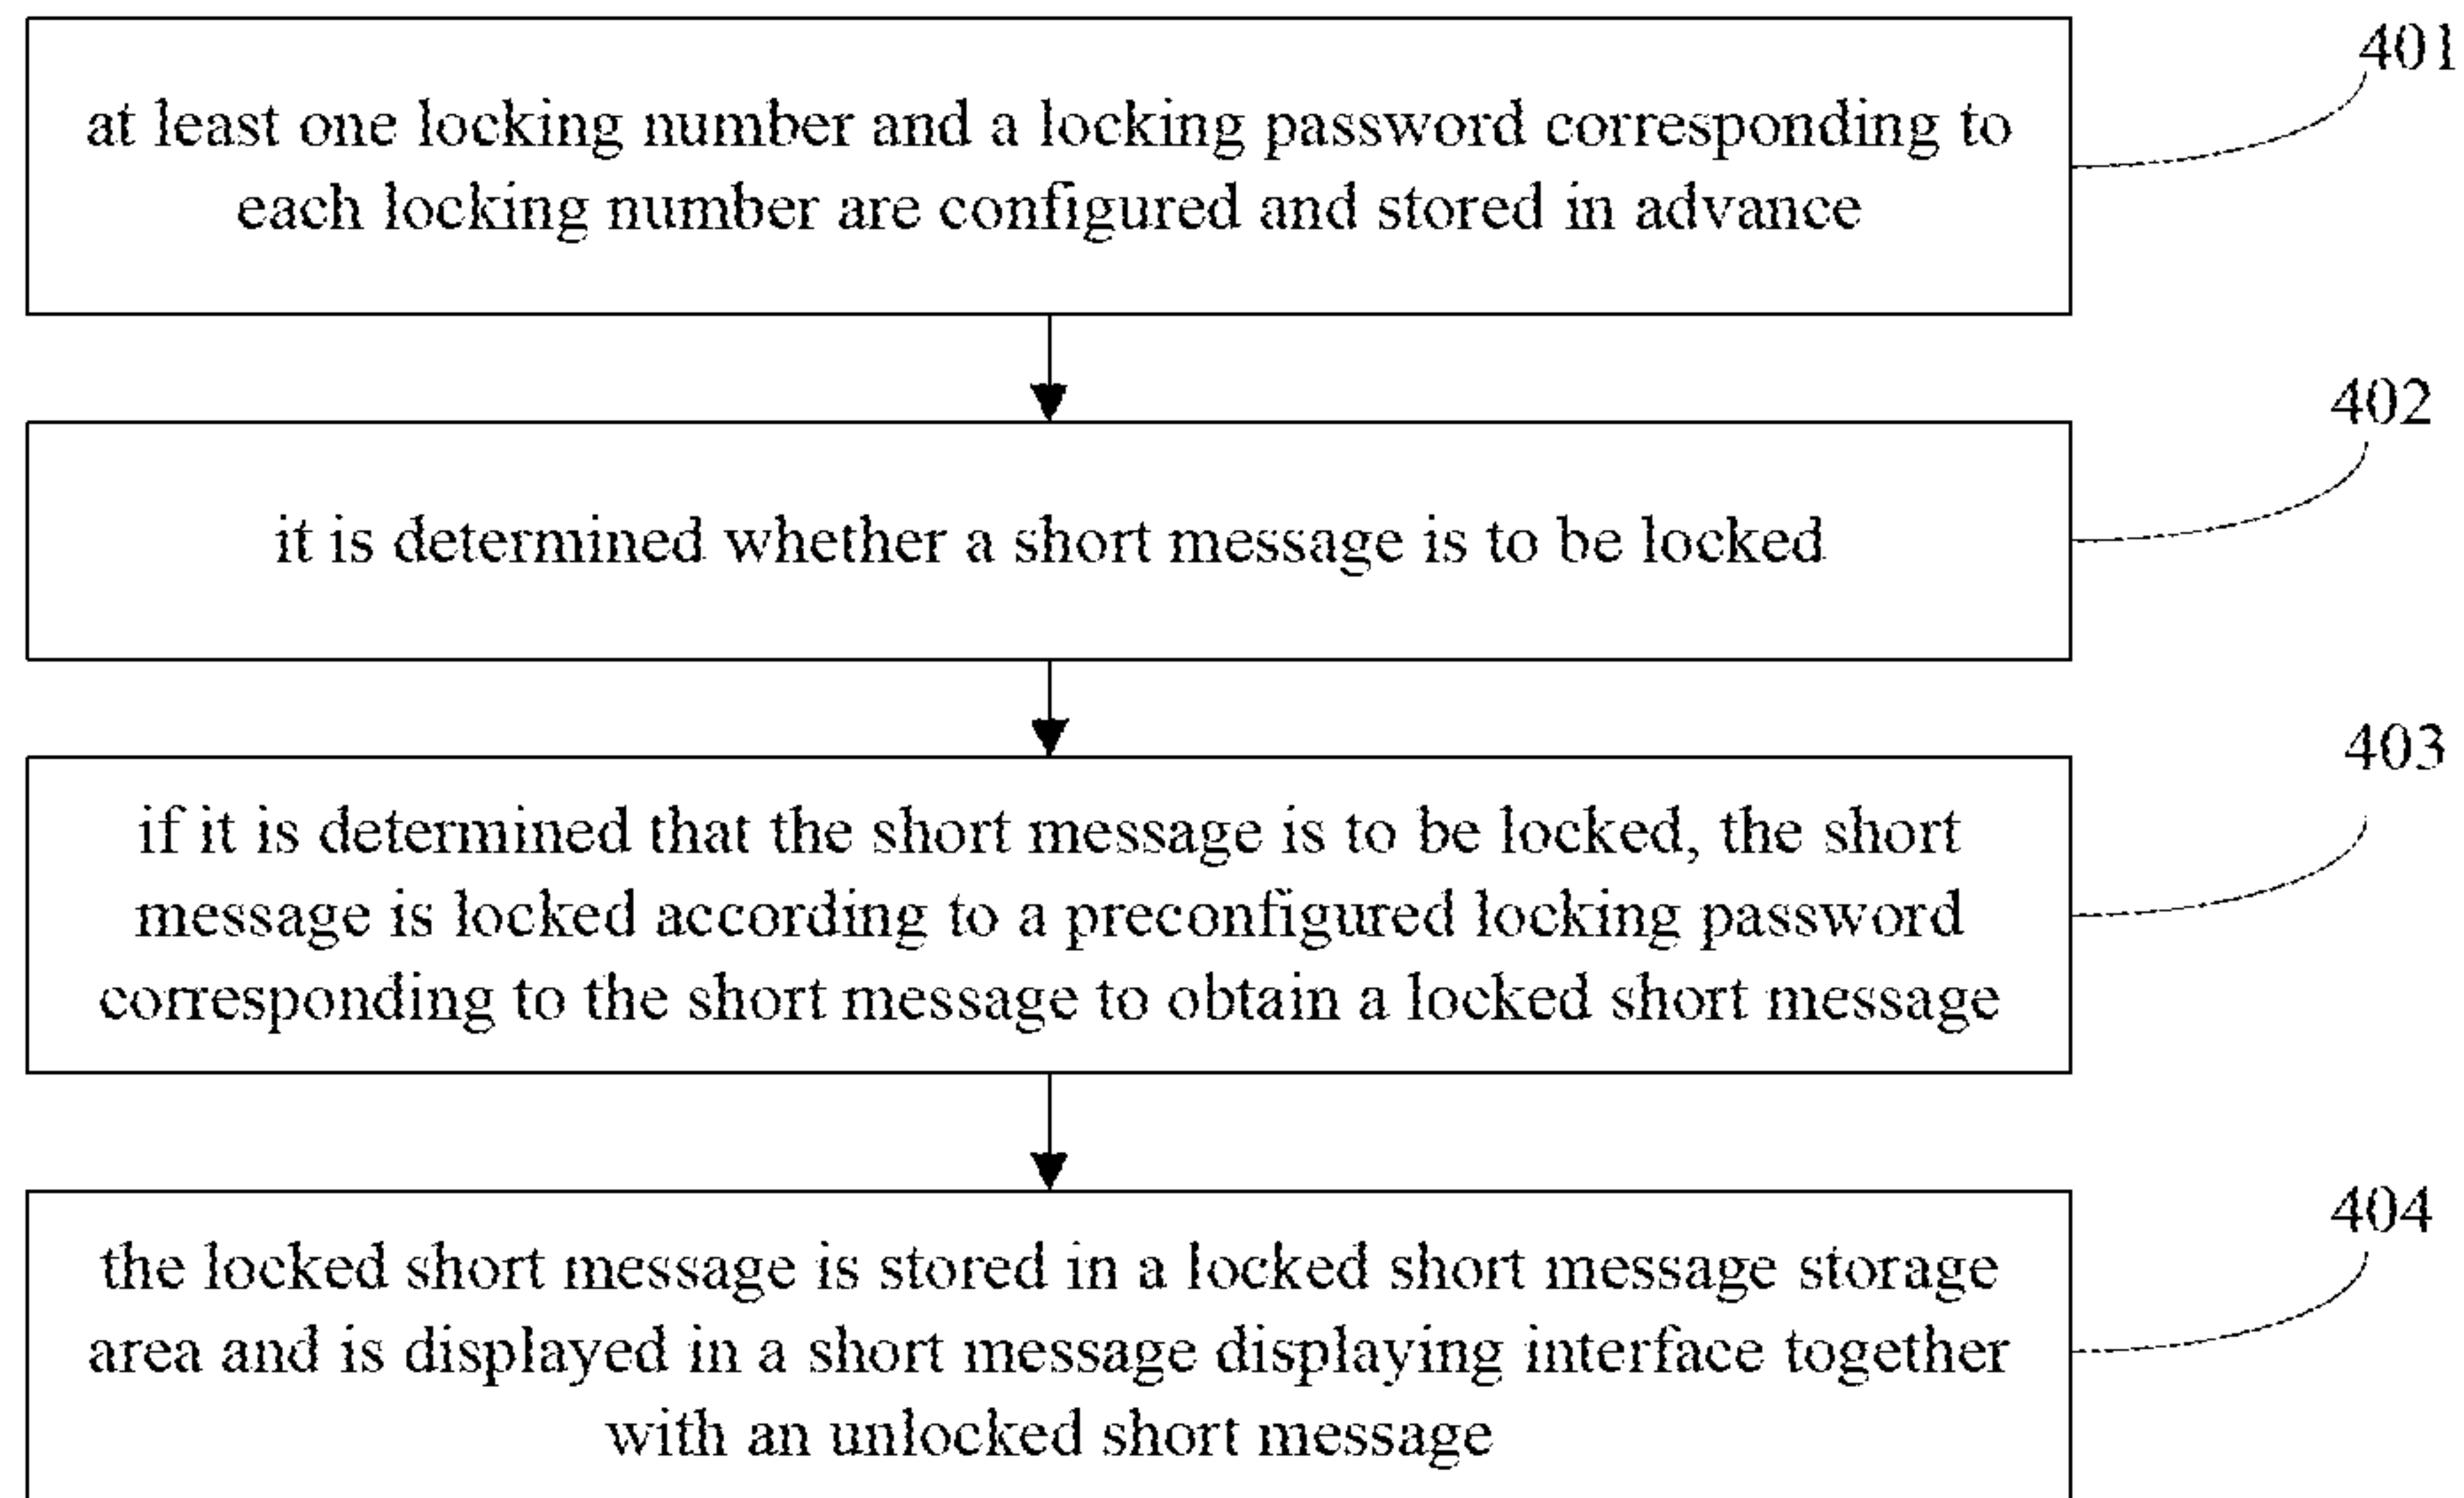 401
at least one locking number and a locking password corresponding to
each locking number are configured and stored in advance
402
it is determined whether a short message is to be locked
403
if it is determined that the short message is to be locked, the short
message is locked according to a preconfigured locking password
corresponding to the short message to obtain a locked short message
404
the locked short message is stored in a locked short message storage
area and is displayed in a short message displaying interface together
with an unlocked short message